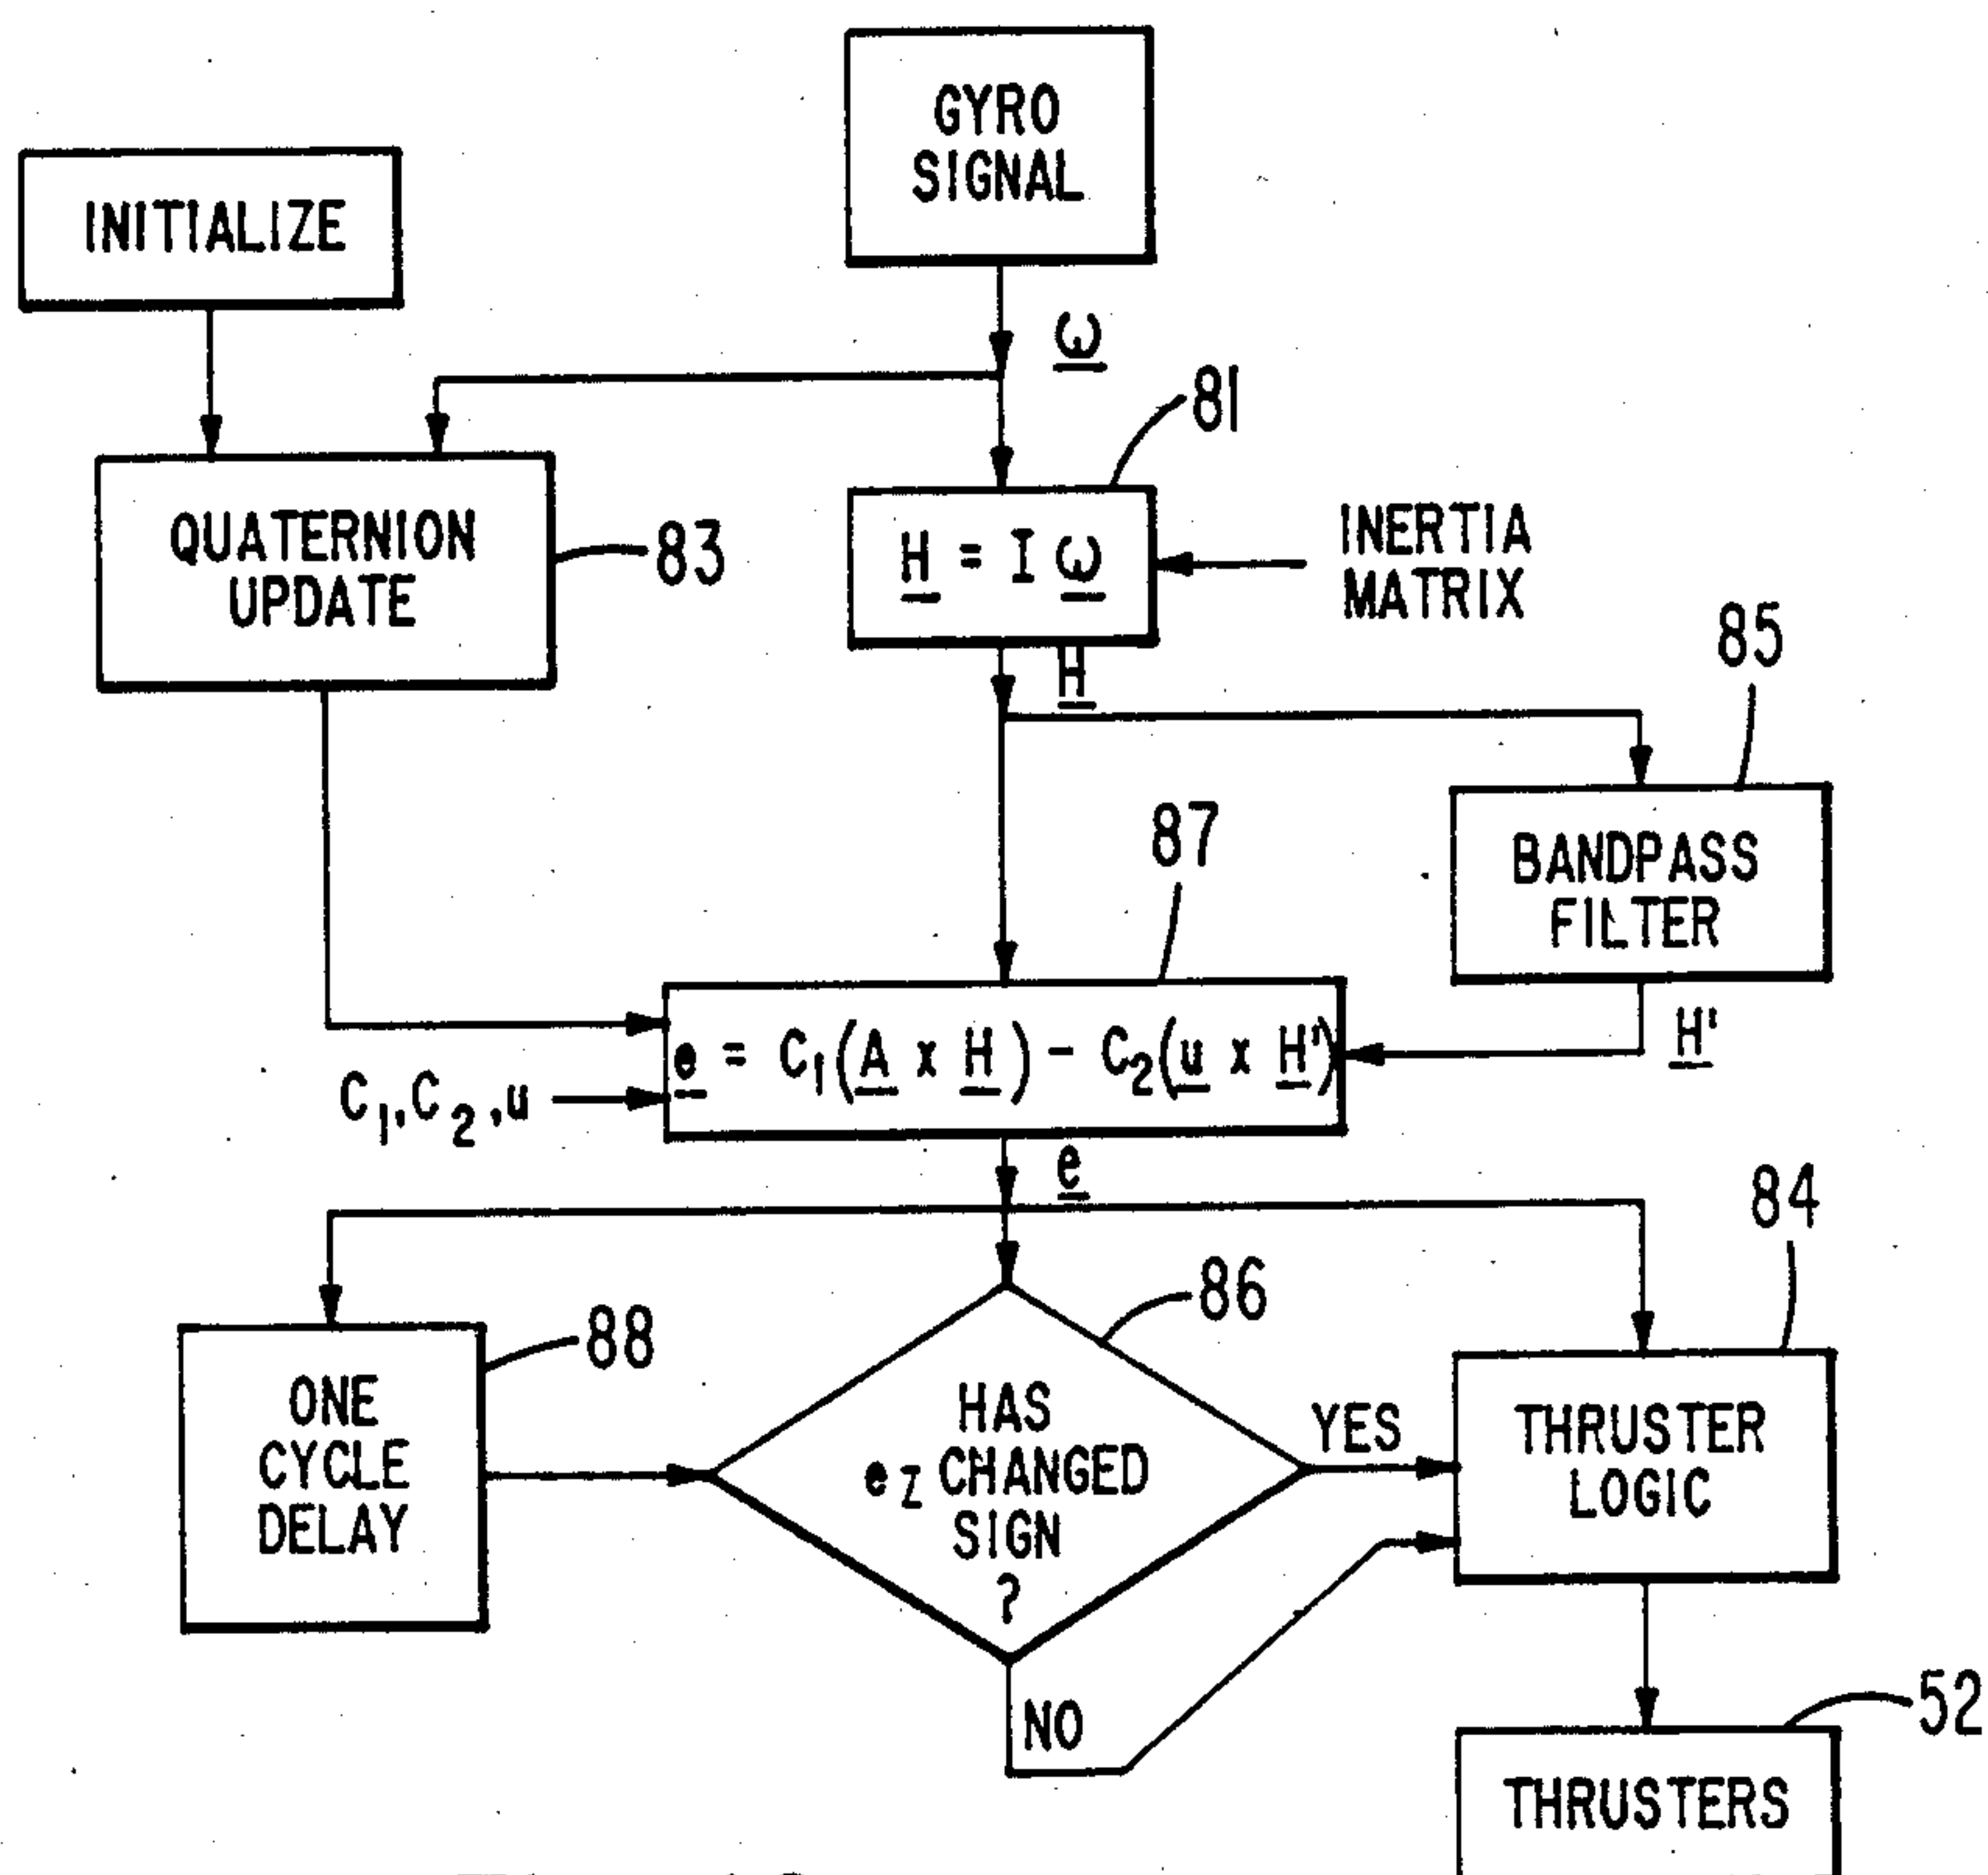 GYRO
SIGNAL
INITIALIZE
ω
81
QUATERNION
UPDATE
83
H = I ω
INERTIA
MATRIX
H
85
87
BANDPASS
FILTER
H'
e = C₁(A x H) - C₂(u x H')
C₁,C₂,u
e
84
86
88
ONE
CYCLE
DELAY
HAS
e Z CHANGED
SIGN
?
YES
THRUSTER
LOGIC
NO
52
THRUSTERS